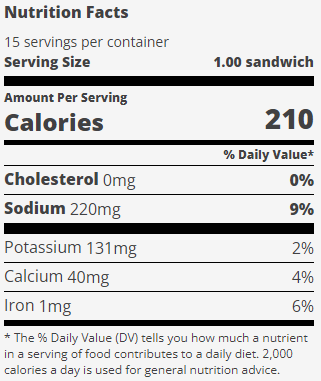 Nutrition Facts
15 servings per container
Serving Size 1.00 sandwich
Amount Per Serving
Calories 210
% Daily Value*
Cholesterol 0mg 0%
Sodium 220mg 9%
Potassium 131mg 2%
Calcium 40mg 4%
Iron 1mg 6%
* The % Daily Value (DV) tells you how much a nutrient
in a serving of food contributes to a daily diet. 2,000
calories a day is used for general nutrition advice.